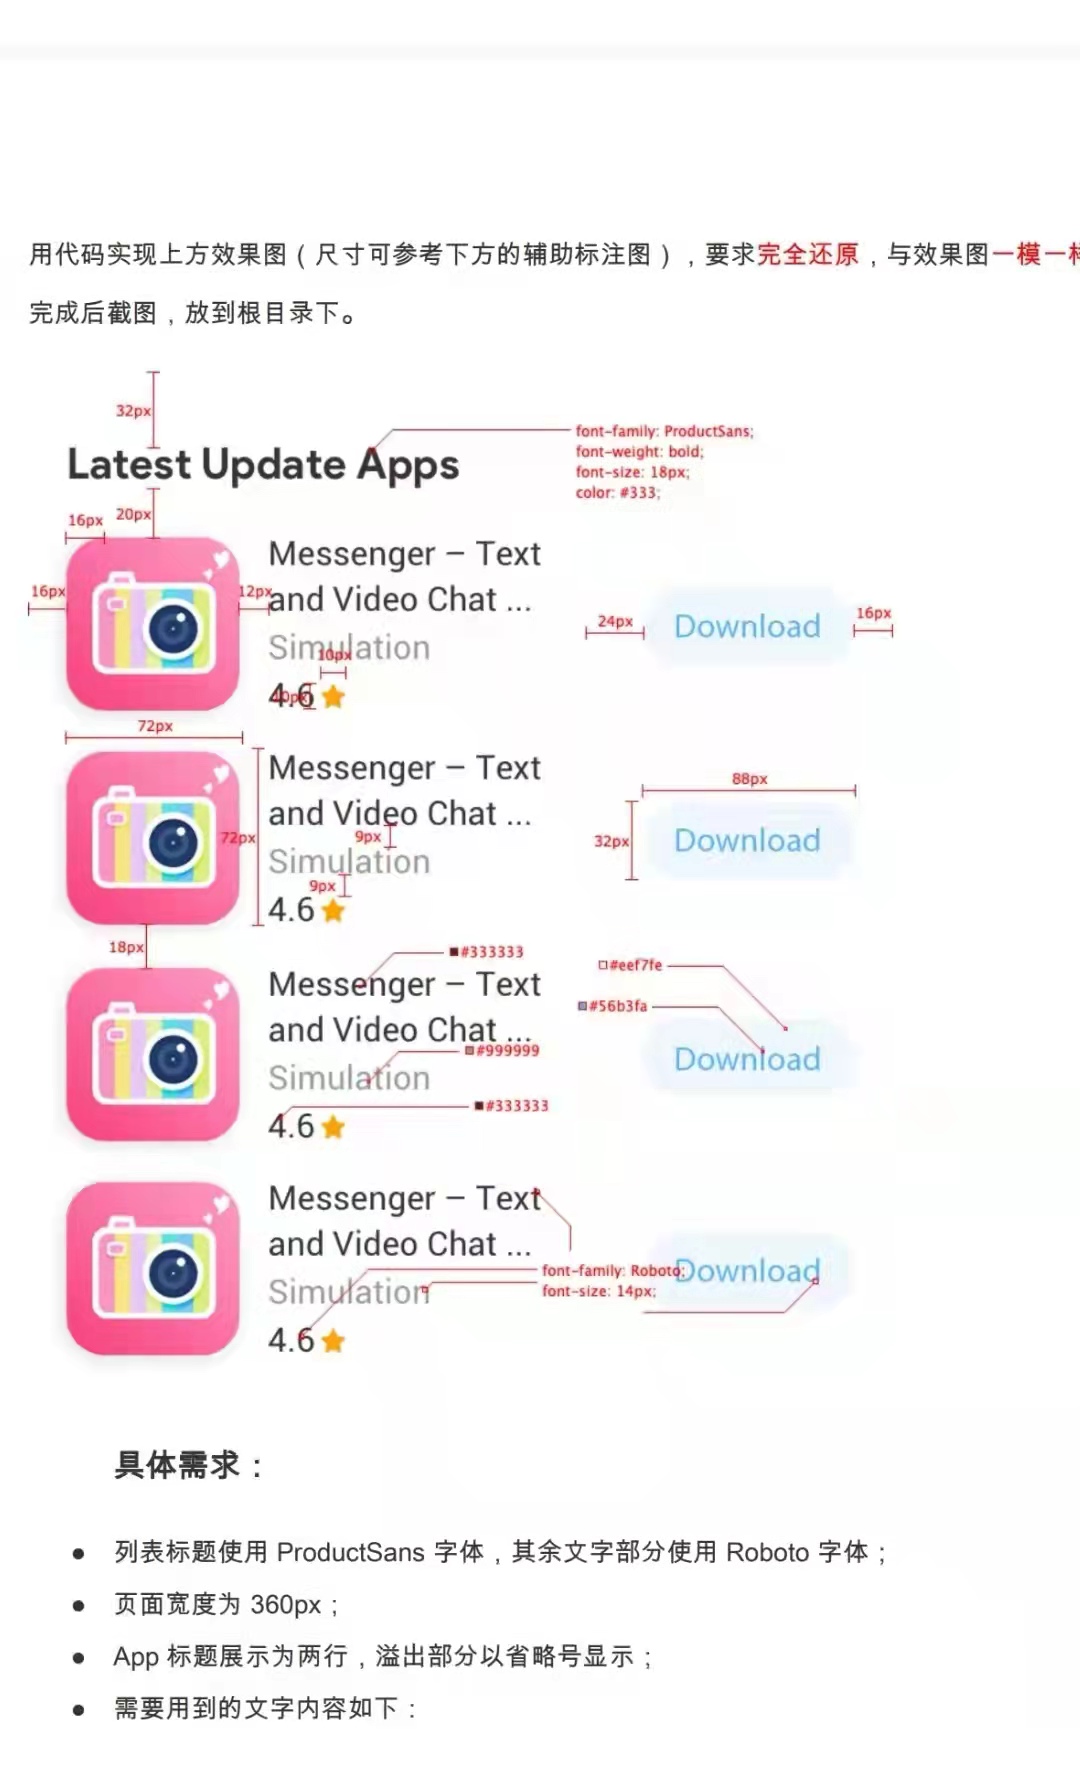 用代码实现上方效果图（尺寸可参考下方的辅助标注图），要求完全还原，与效果图一模一样
完成后截图，放到根目录下。
32px
font-family: ProductSans;
font-weight: bold;
font-size: 18px;
color: #333;
Latest Update Apps
16px
20px
Messenger – Text
and Video Chat ...
16px
12px
24px
Download
16px
Simulation
10px
10px
4.6
72px
Messenger – Text
and Video Chat ...
88px
72px
9px
32px
Download
Simulation
9px
4.6
18px
#333333
#eef7fe
Messenger – Text
and Video Chat ...
#56b3fa
#999999
Download
Simulation
#333333
4.6
Messenger – Text
and Video Chat ...
font-family: Roboto;
font-size: 14px;
Download
Simulation
4.6
具体需求：
● 列表标题使用 ProductSans 字体，其余文字部分使用 Roboto 字体；
● 页面宽度为 360px；
● App 标题展示为两行，溢出部分以省略号显示；
● 需要用到的文字内容如下：